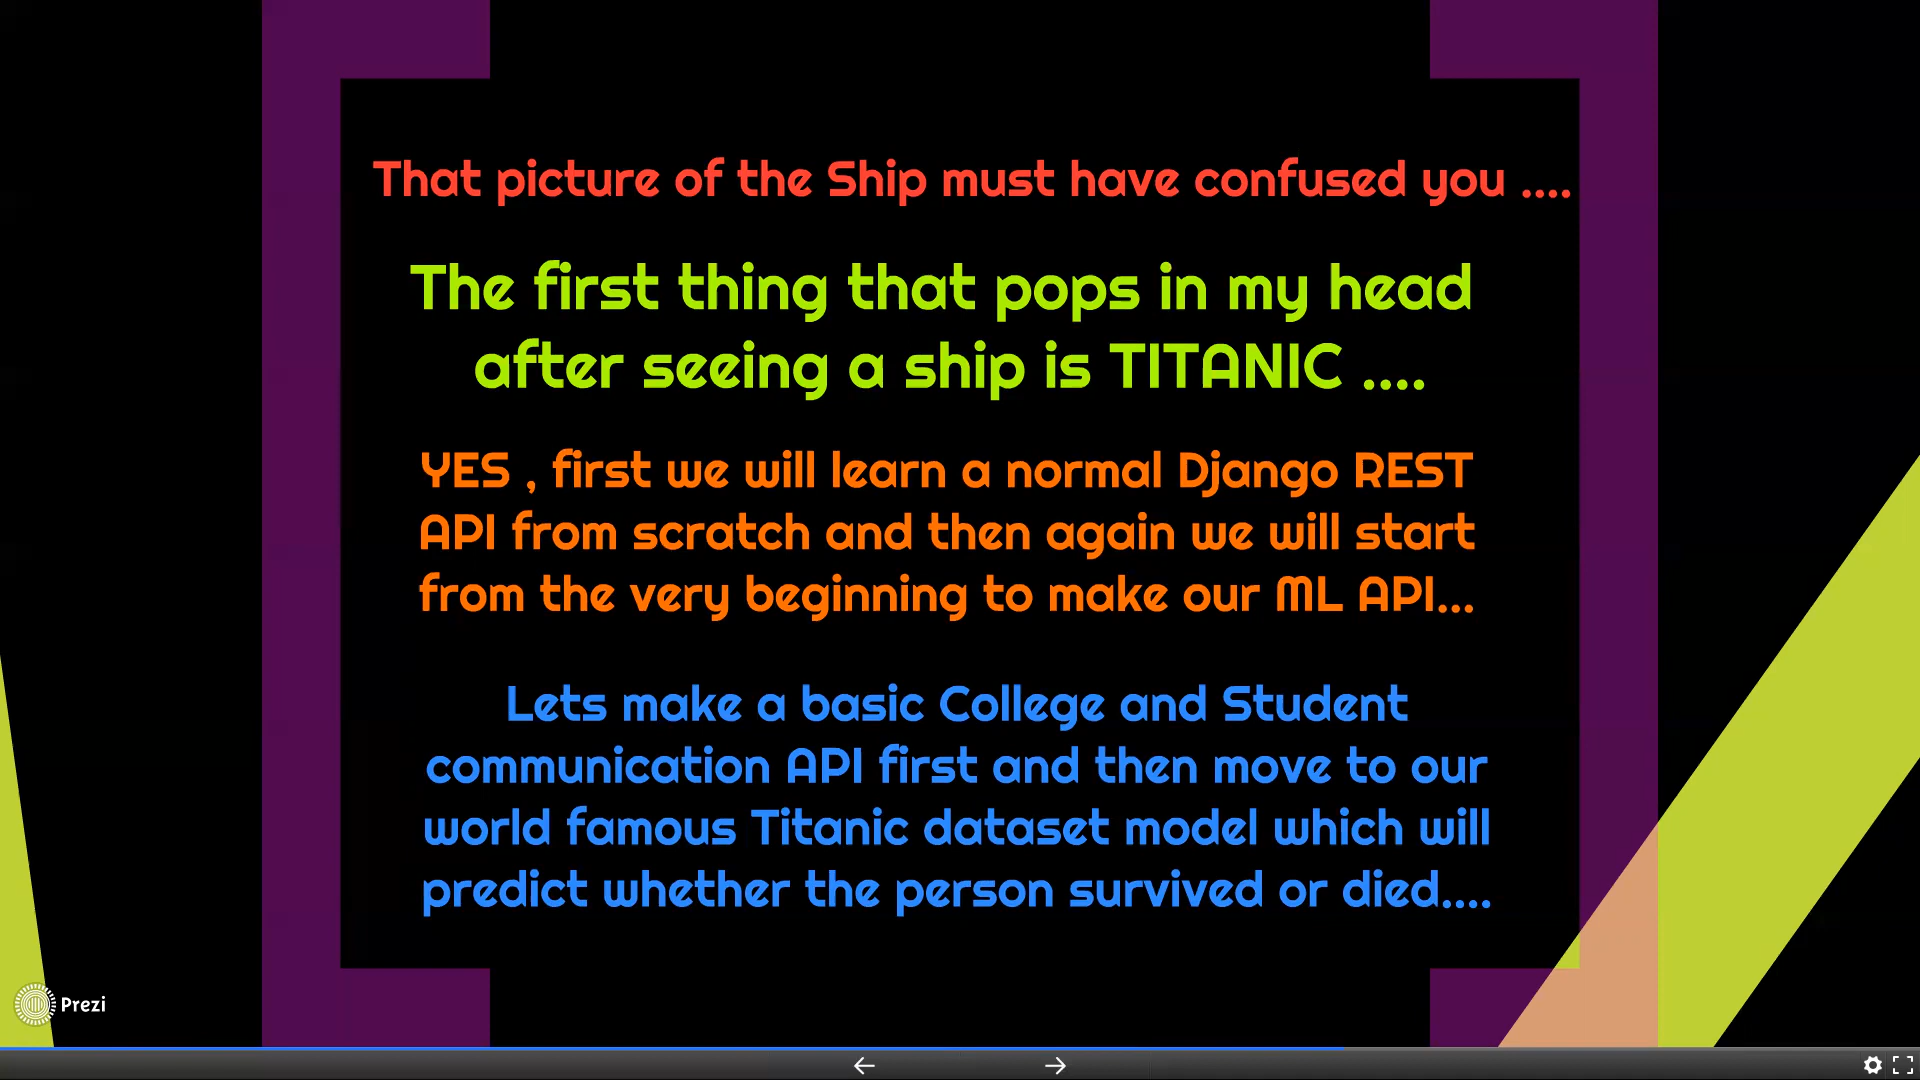 That picture of the Ship must have confused you ....
The first thing that pops in my head
after seeing a ship is TITANIC ....
YES , first we will learn a normal Django REST
API from scratch and then again we will start
from the very beginning to make our ML API...
Lets make a basic College and Student
communication API first and then move to our
world famous Titanic dataset model which will
predict whether the person survived or died....
Prezi